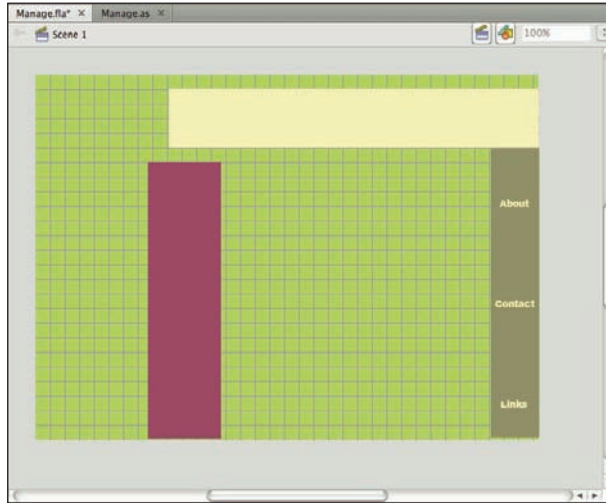 Manage.fla* × Manage.as ×
Scene 1 100%
About
Contact
Links